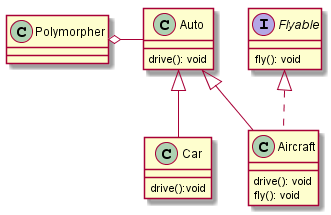 C Polymorpher
C Auto
drive(): void
I Flyable
fly(): void
C Car
drive():void
C Aircraft
drive(): void
fly(): void